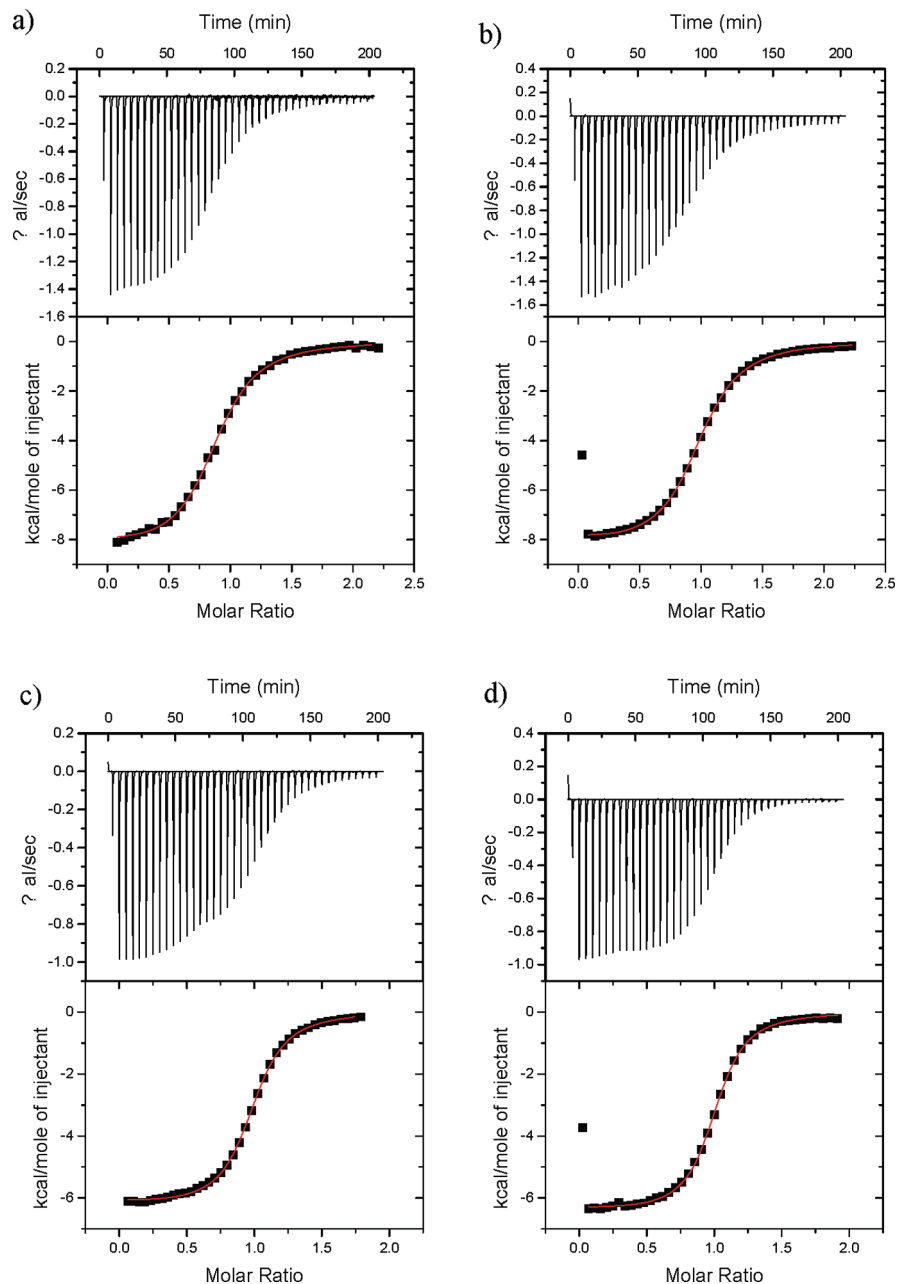 a)
Time (min)
0 50 100 150 200
0.2
0.0
-0.2
-0.4
-0.6
-0.8
-1.0
-1.2
-1.4
-1.6
? al/sec
0
-2
-4
-6
-8
kcal/mole of injectant
0.0 0.5 1.0 1.5 2.0 2.5
Molar Ratio
b)
Time (min)
0 50 100 150 200
0.4
0.2
0.0
-0.2
-0.4
-0.6
-0.8
-1.0
-1.2
-1.4
-1.6
? al/sec
0
-2
-4
-6
-8
kcal/mole of injectant
0.0 0.5 1.0 1.5 2.0 2.5
Molar Ratio
c)
Time (min)
0 50 100 150 200
0.2
0.0
-0.2
-0.4
-0.6
-0.8
-1.0
? al/sec
0
-2
-4
-6
kcal/mole of injectant
0.0 0.5 1.0 1.5 2.0
Molar Ratio
d)
Time (min)
0 50 100 150 200
0.4
0.2
0.0
-0.2
-0.4
-0.6
-0.8
-1.0
? al/sec
0
-2
-4
-6
kcal/mole of injectant
0.0 0.5 1.0 1.5 2.0
Molar Ratio